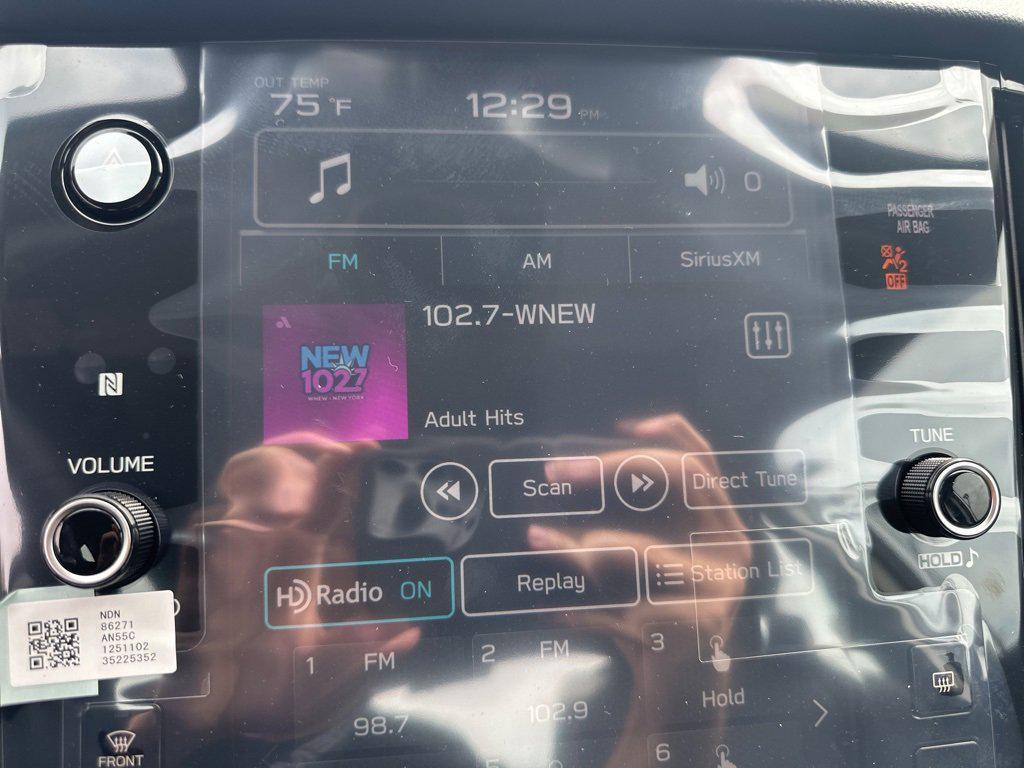 OUT TEMP
75 °F
12:29 PM
0
PASSENGER
AIR BAG
2
OFF
FM
AM
SiriusXM
102.7-WNEW
NEW
102.7
WNEW • NEW YORK
Adult Hits
VOLUME
TUNE
Scan
Direct Tune
HOLD
HD Radio ON
Replay
Station List
NDN
86271
AN55C
1251102
35225352
1 FM
98.7
2 FM
102.9
3
Hold
FRONT
5
6